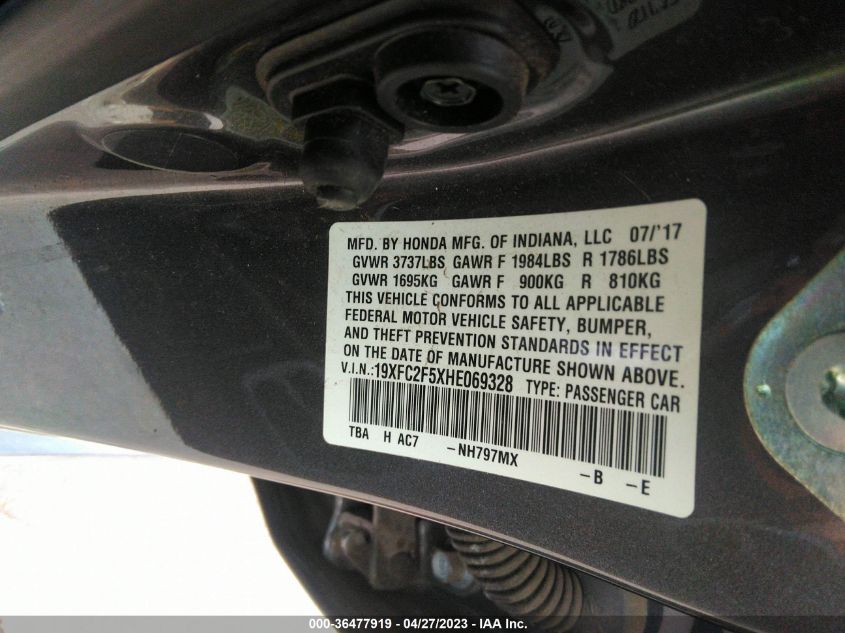 MFD. BY HONDA MFG. OF INDIANA, LLC 07/'17
GVWR 3737LBS GAWR F 1984LBS R 1786LBS
GVWR 1695KG GAWR F 900KG R 810KG
THIS VEHICLE CONFORMS TO ALL APPLICABLE
FEDERAL MOTOR VEHICLE SAFETY, BUMPER,
AND THEFT PREVENTION STANDARDS IN EFFECT
ON THE DATE OF MANUFACTURE SHOWN ABOVE.
V.I.N.:19XFC2F5XHE069328 TYPE: PASSENGER CAR
TBA H AC7 -NH797MX -B -E
000-36477919 / 04/27/2023 - IAA Inc.